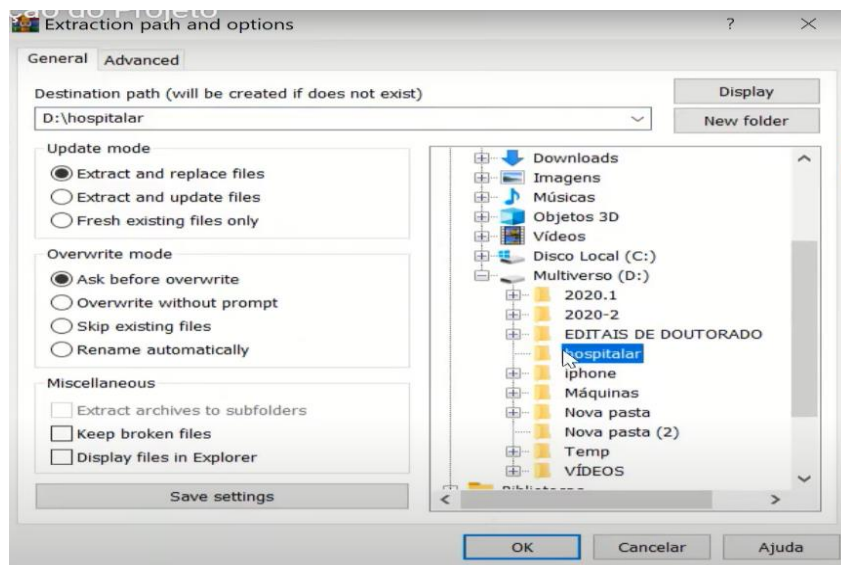 ção do Projeto
Extraction path and options
?
General
Advanced
Destination path (will be created if does not exist)
Display
D:\hospitalar
New folder
Update mode
Extract and replace files
Extract and update files
Fresh existing files only
Overwrite mode
Ask before overwrite
Overwrite without prompt
Skip existing files
Rename automatically
Miscellaneous
Extract archives to subfolders
Keep broken files
Display files in Explorer
Save settings
Downloads
Imagens
Músicas
Objetos 3D
Vídeos
Disco Local (C:)
Multiverso (D:)
2020.1
2020-2
EDITAIS DE DOUTORADO
hospitalar
iphone
Máquinas
Nova pasta
Nova pasta (2)
Temp
VÍDEOS
OK
Cancelar
Ajuda